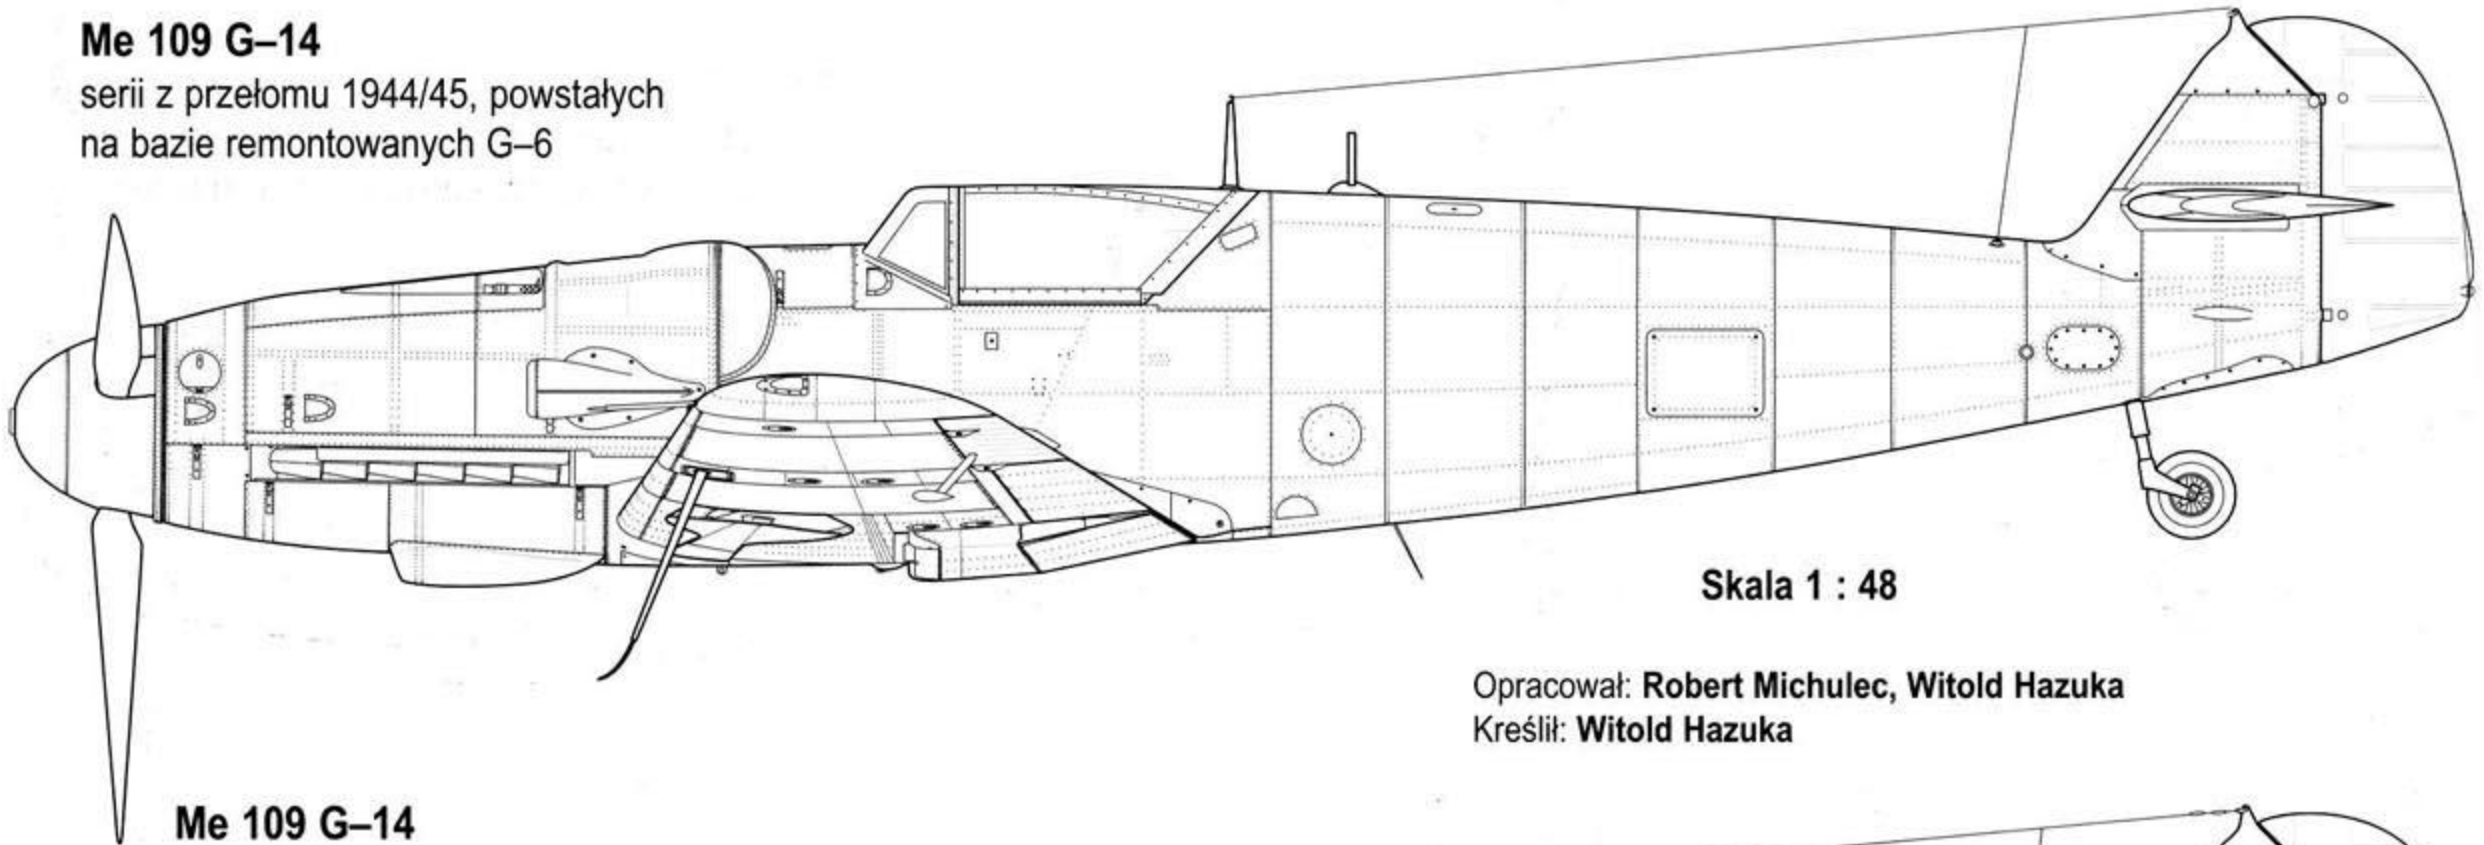 Me 109 G–14
serii z przełomu 1944/45, powstałych
na bazie remontowanych G–6
Skala 1 : 48
Opracował: Robert Michulec, Witold Hazuka
Kreślił: Witold Hazuka
Me 109 G–14